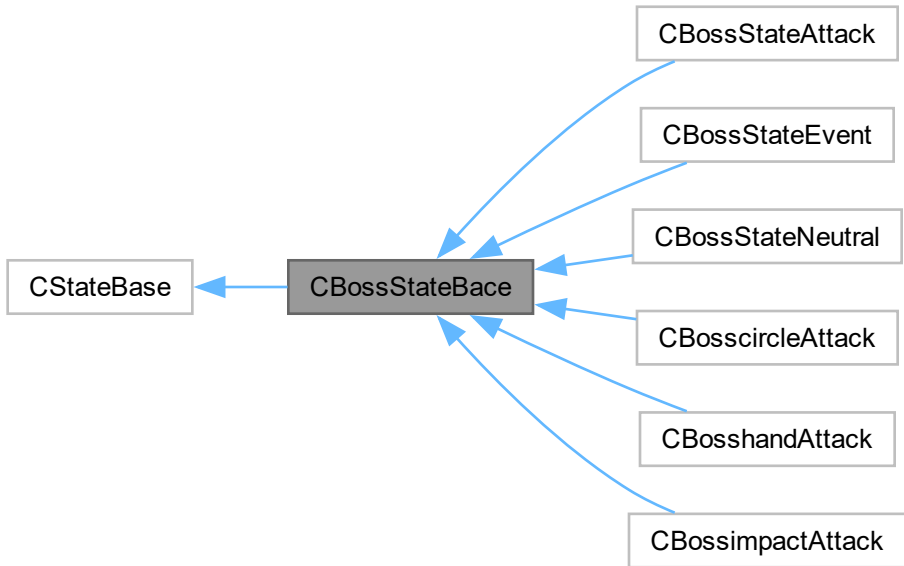 CStateBase
CBossStateBace
CBossStateAttack
CBossStateEvent
CBossStateNeutral
CBosscircleAttack
CBosshandAttack
CBossimpactAttack